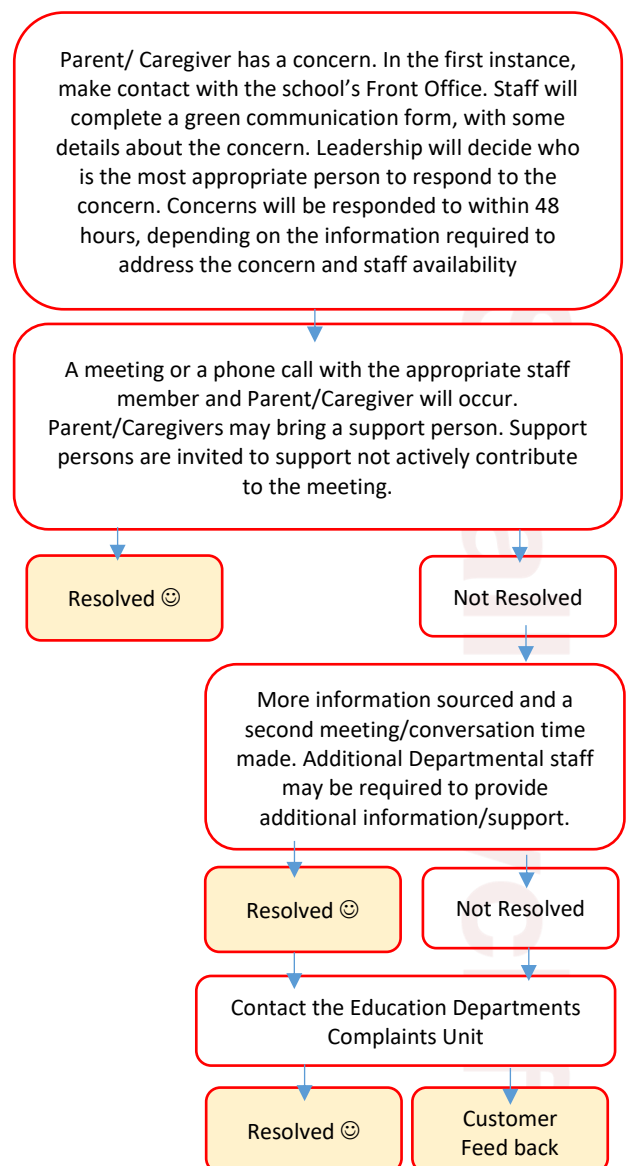 Parent/ Caregiver has a concern. In the first instance,
make contact with the school's Front Office. Staff will
complete a green communication form, with some
details about the concern. Leadership will decide who
is the most appropriate person to respond to the
concern. Concerns will be responded to within 48
hours, depending on the information required to
address the concern and staff availability
A meeting or a phone call with the appropriate staff
member and Parent/Caregiver will occur.
Parent/Caregivers may bring a support person. Support
persons are invited to support not actively contribute
to the meeting.
Resolved ☺
Not Resolved
More information sourced and a
second meeting/conversation time
made. Additional Departmental staff
may be required to provide
additional information/support.
Resolved ☺
Not Resolved
Contact the Education Departments
Complaints Unit
Resolved ☺
Customer
Feed back